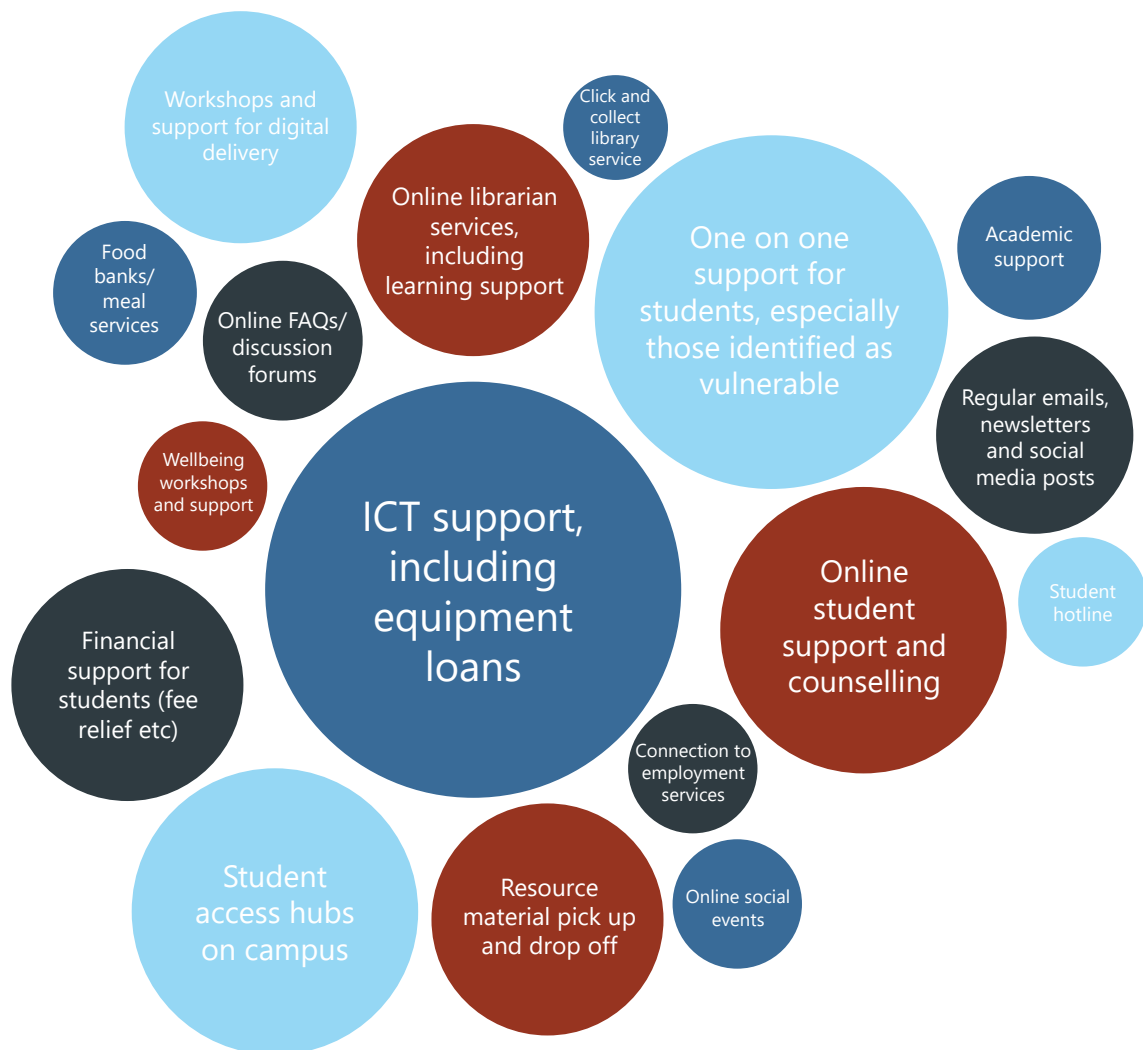 Workshops and
support for digital
delivery
Click and
collect
library
service
Online librarian
services,
including
learning support
One on one
support for
students, especially
those identified as
vulnerable
Academic
support
Food
banks/
meal
services
Online FAQs/
discussion
forums
Regular emails,
newsletters
and social
media posts
Wellbeing
workshops
and support
ICT support,
including
equipment
loans
Online
student
support and
counselling
Student
hotline
Financial
support for
students (fee
relief etc)
Connection to
employment
services
Student
access hubs
on campus
Resource
material pick up
and drop off
Online social
events